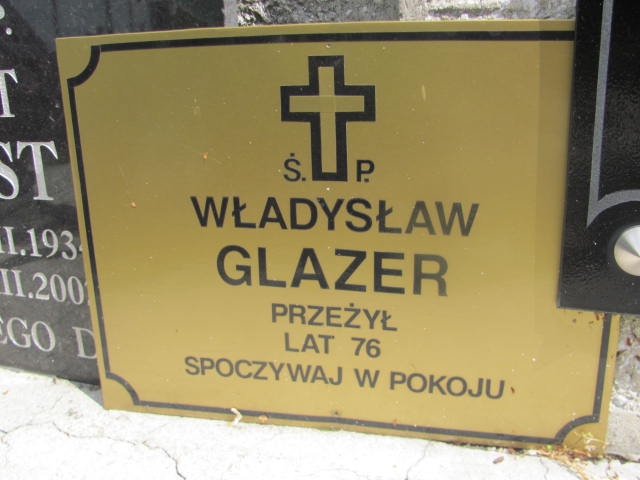 Ś. P.
WŁADYSŁAW
GLAZER
PRZEŻYŁ
LAT 76
SPOCZYWAJ W POKOJU